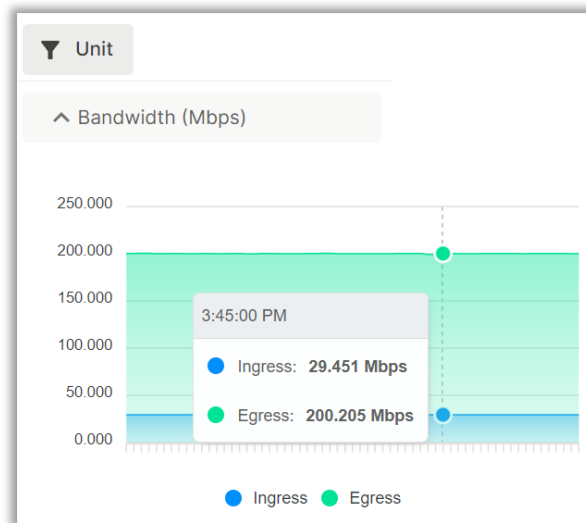 Unit
Bandwidth (Mbps)
250.000
200.000
150.000
100.000
50.000
0.000
3:45:00 PM
Ingress: 29.451 Mbps
Egress: 200.205 Mbps
Ingress Egress